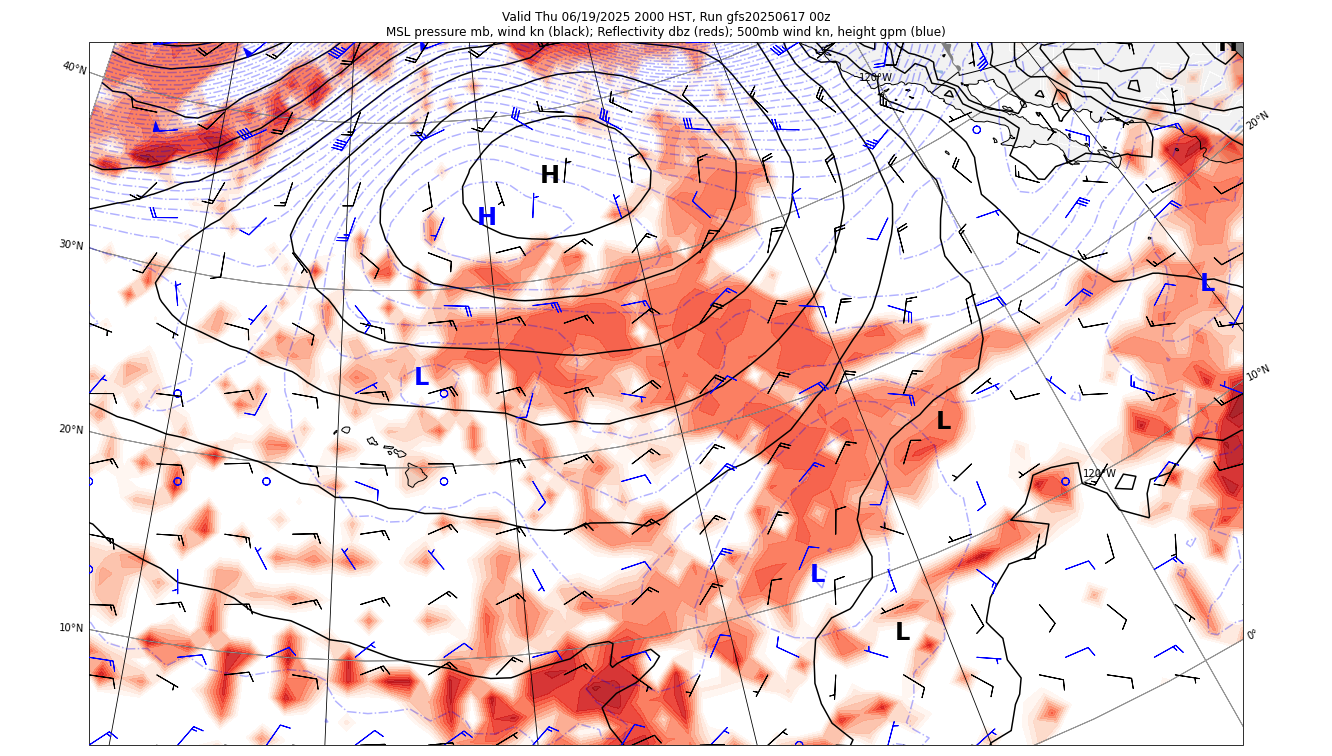 Valid Thu 06/19/2025 2000 HST, Run gfs20250617 00z
MSL pressure mb, wind kn (black); Reflectivity dbz (reds); 500mb wind kn, height gpm (blue)
H
40°N
120°W
20°N
H
H
30°N
L
L
10°N
L
20°N
120°W
L
10°N
L
0°